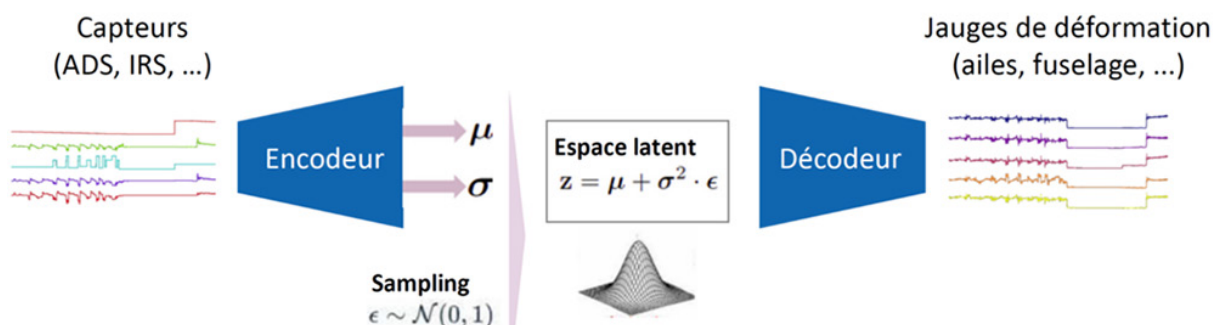 Capteurs
(ADS, IRS, ...)
Encodeur
μ
σ
Sampling
ϵ ∼ N(0, 1)
Espace latent
z = μ + σ² · ϵ
Décodeur
Jauges de déformation
(ailes, fuselage, ...)